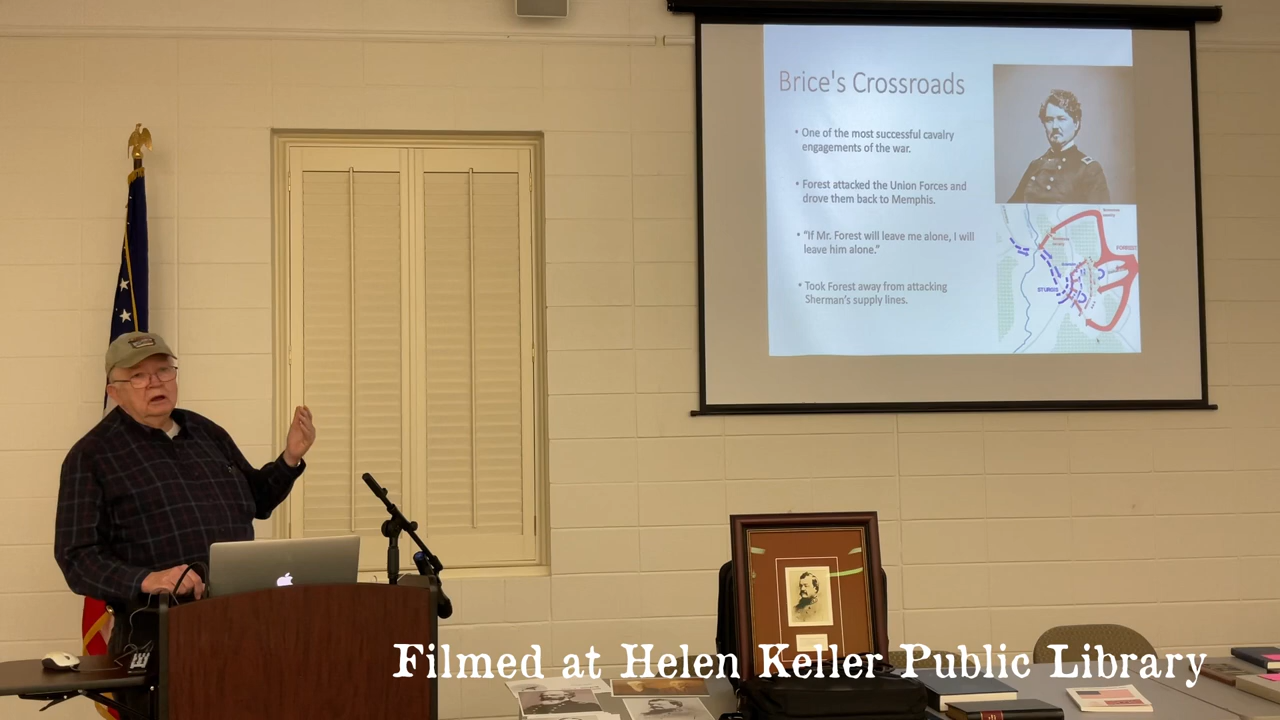 Brice's Crossroads
• One of the most successful cavalry
engagements of the war.
• Forest attacked the Union Forces and
drove them back to Memphis.
• "If Mr. Forest will leave me alone, I will
leave him alone."
• Took Forest away from attacking
Sherman's supply lines.
FORREST
STURGIS
Filmed at Helen Keller Public Library